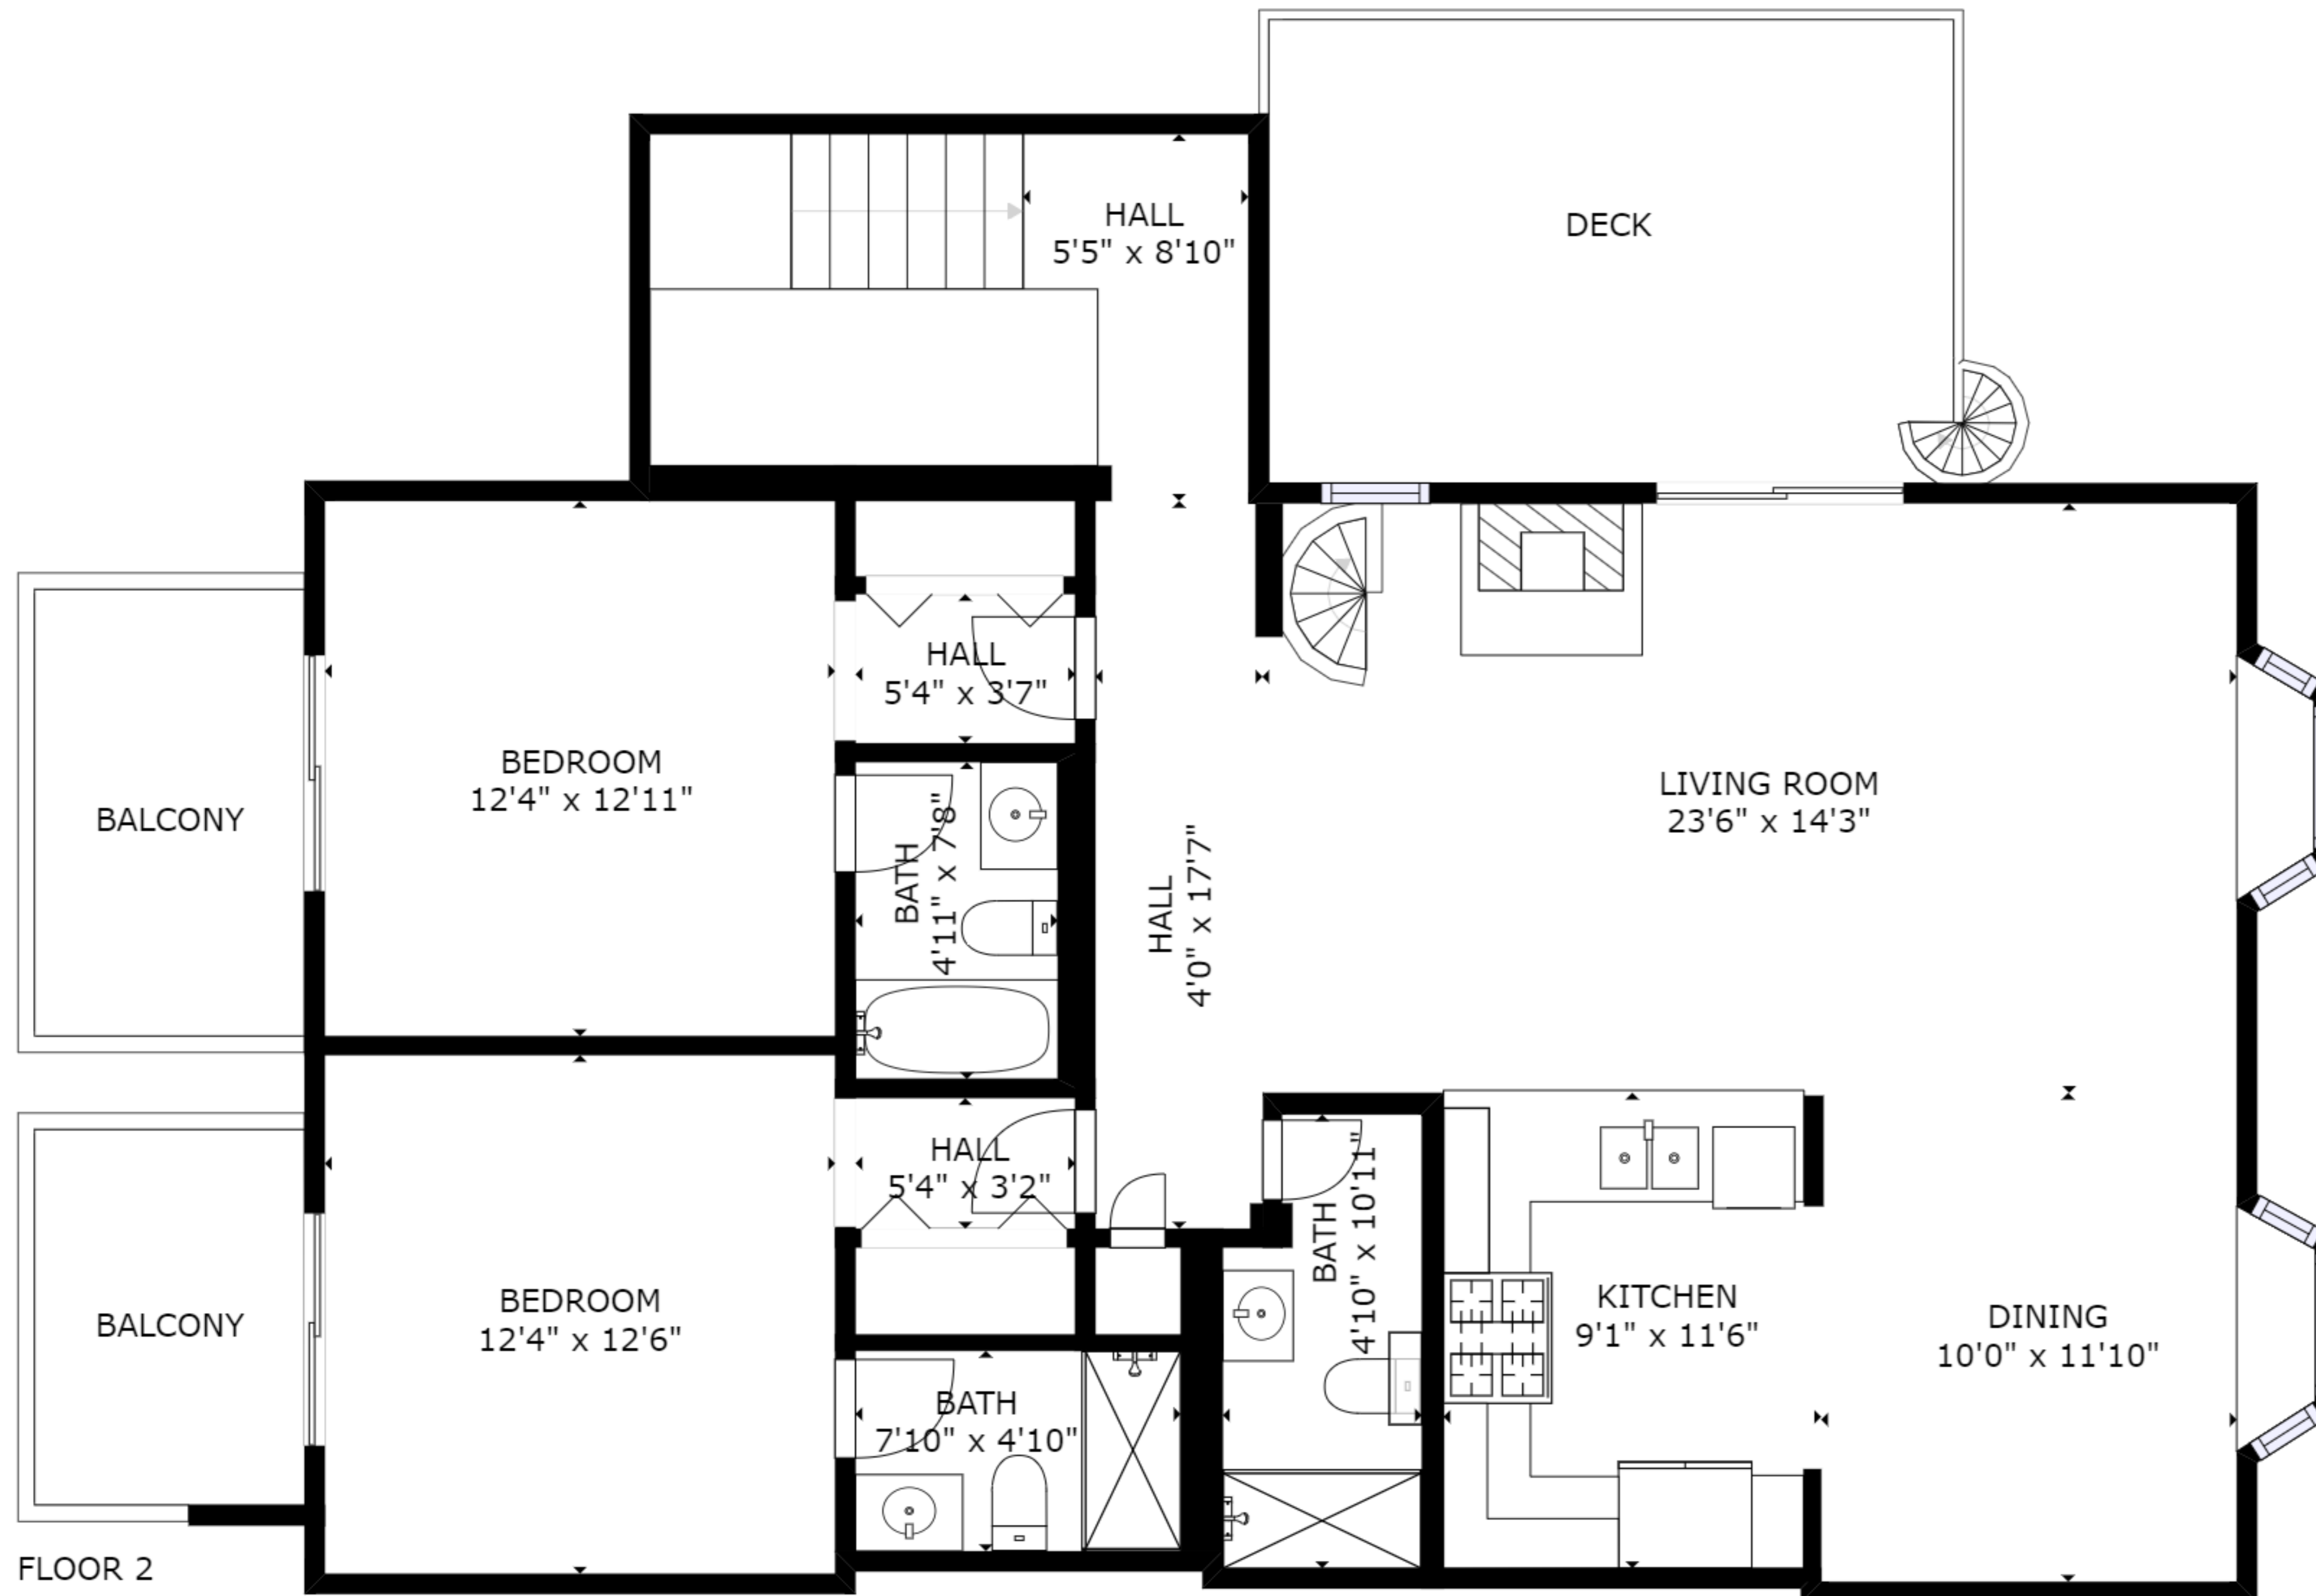 HALL
5'5" x 8'10"
DECK
HALL
5'4" x 3'7"
BEDROOM
12'4" x 12'11"
BALCONY
BATH
4'11" x 7'8"
HALL
4'0" x 17'7"
LIVING ROOM
23'6" x 14'3"
HALL
5'4" x 3'2"
BATH
4'10" x 10'11"
BEDROOM
12'4" x 12'6"
BALCONY
KITCHEN
9'1" x 11'6"
DINING
10'0" x 11'10"
BATH
7'10" x 4'10"
FLOOR 2